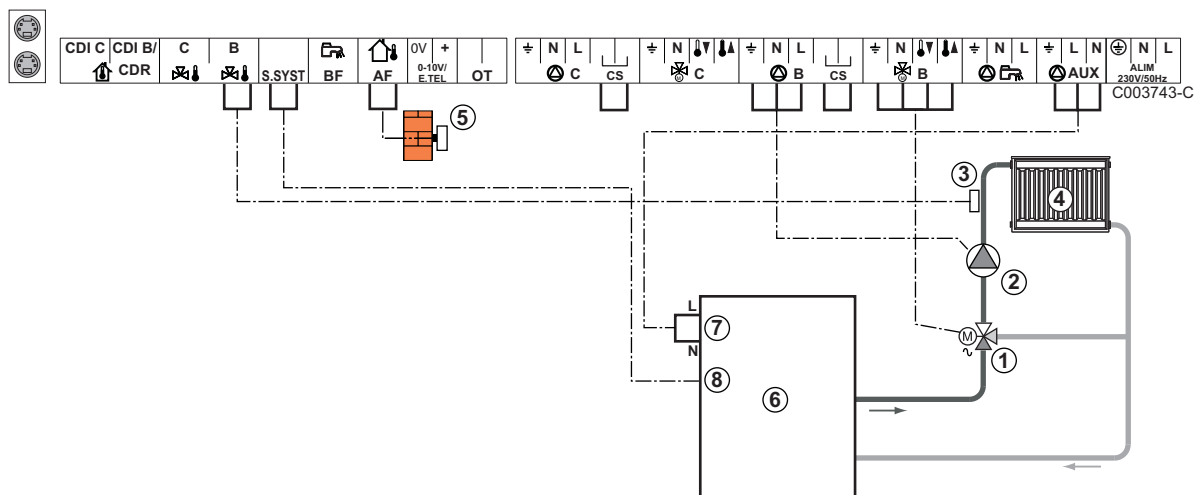 CDI C CDI B/ C B 0V + N L N N L N N L L N N L
CDR S.SYST BF AF 0-10V/ OT C CS M C B CS M B AUX ALIM
E.TEL 230V/50Hz
C003743-C
5
3
4
2
L
7
M
N
1
8
6